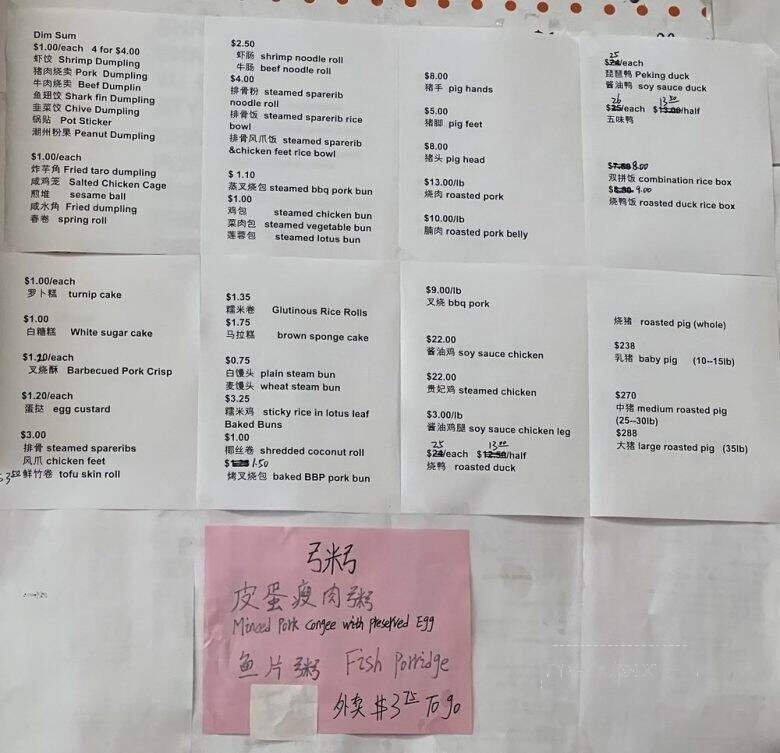 Dim Sum
$1.00/each 4 for $4.00
虾饺 Shrimp Dumpling
猪肉烧卖 Pork Dumpling
牛肉烧卖 Beef Dumplin
鱼翅饺 Shark fin Dumpling
韭菜饺 Chive Dumpling
锅贴 Pot Sticker
潮州粉果 Peanut Dumpling
$1.00/each
炸芋角 Fried taro dumpling
咸鸡笼 Salted Chicken Cage
煎堆 sesame ball
咸水角 Fried dumpling
春卷 spring roll
$2.50
虾肠 shrimp noodle roll
牛肠 beef noodle roll
$4.00
排骨粉 steamed sparerib
noodle roll
排骨饭 steamed sparerib rice
bowl
排骨凤爪饭 steamed sparerib
&chicken feet rice bowl
$ 1.10
蒸叉烧包 steamed bbq pork bun
$1.00
鸡包 steamed chicken bun
菜肉包 steamed vegetable bun
莲蓉包 steamed lotus bun
$8.00
猪手 pig hands
$5.00
猪脚 pig feet
$8.00
猪头 pig head
$13.00/lb
烧肉 roasted pork
$10.00/lb
腩肉 roasted pork belly
25
$24/each
琵琶鸭 Peking duck
酱油鸭 soy sauce duck
26 13.00
$25/each $13.00/half
五味鸭
$7.50 8.00
双拼饭 combination rice box
$8.80 9.00
烧鸭饭 roasted duck rice box
$1.00/each
罗卜糕 turnip cake
$1.00
白糖糕 White sugar cake
$1.20/each
叉烧酥 Barbecued Pork Crisp
$1.20/each
蛋挞 egg custard
$3.00
排骨 steamed spareribs
凤爪 chicken feet
鲜竹卷 tofu skin roll
$1.35
糯米卷 Glutinous Rice Rolls
$1.75
马拉糕 brown sponge cake
$0.75
白馒头 plain steam bun
麦馒头 wheat steam bun
$3.25
糯米鸡 sticky rice in lotus leaf
Baked Buns
$1.00
椰丝卷 shredded coconut roll
$1.25 1.50
烤叉烧包 baked BBP pork bun
$9.00/lb
叉烧 bbq pork
$22.00
酱油鸡 soy sauce chicken
$22.00
贵妃鸡 steamed chicken
$3.00/lb
酱油鸡腿 soy sauce chicken leg
25 13.00
$24/each $12.50/half
烧鸭 roasted duck
烧猪 roasted pig (whole)
$238
乳猪 baby pig (10--15lb)
$270
中猪 medium roasted pig
(25--30lb)
$288
大猪 large roasted pig (35lb)
粥
皮蛋瘦肉粥
Minced Pork congee with Preserved Egg
鱼片粥 Fish Porridge
外卖 $3.75 To go